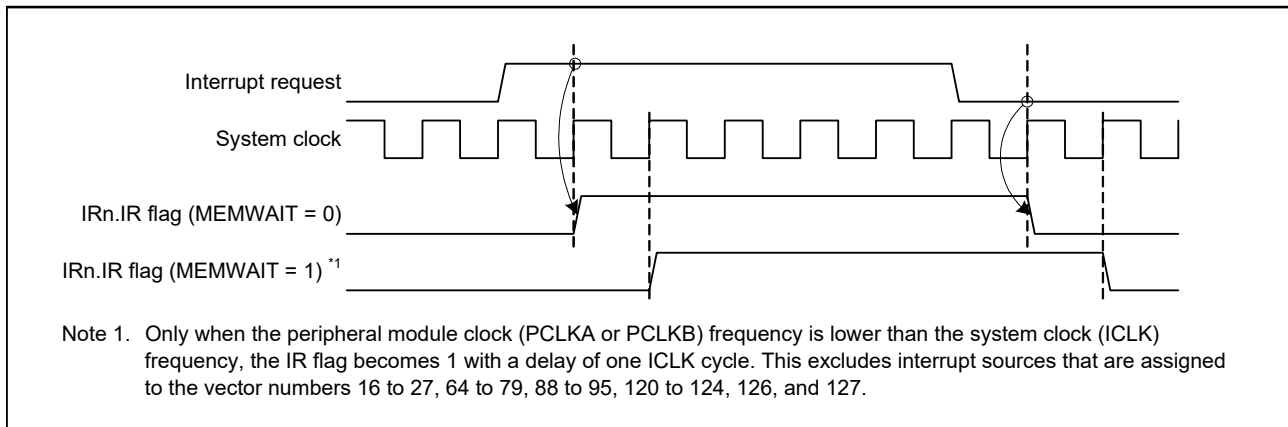 Interrupt request
System clock
IRn.IR flag (MEMWAIT = 0)
IRn.IR flag (MEMWAIT = 1) *1
Note 1. Only when the peripheral module clock (PCLKA or PCLKB) frequency is lower than the system clock (ICLK)
frequency, the IR flag becomes 1 with a delay of one ICLK cycle. This excludes interrupt sources that are assigned
to the vector numbers 16 to 27, 64 to 79, 88 to 95, 120 to 124, 126, and 127.